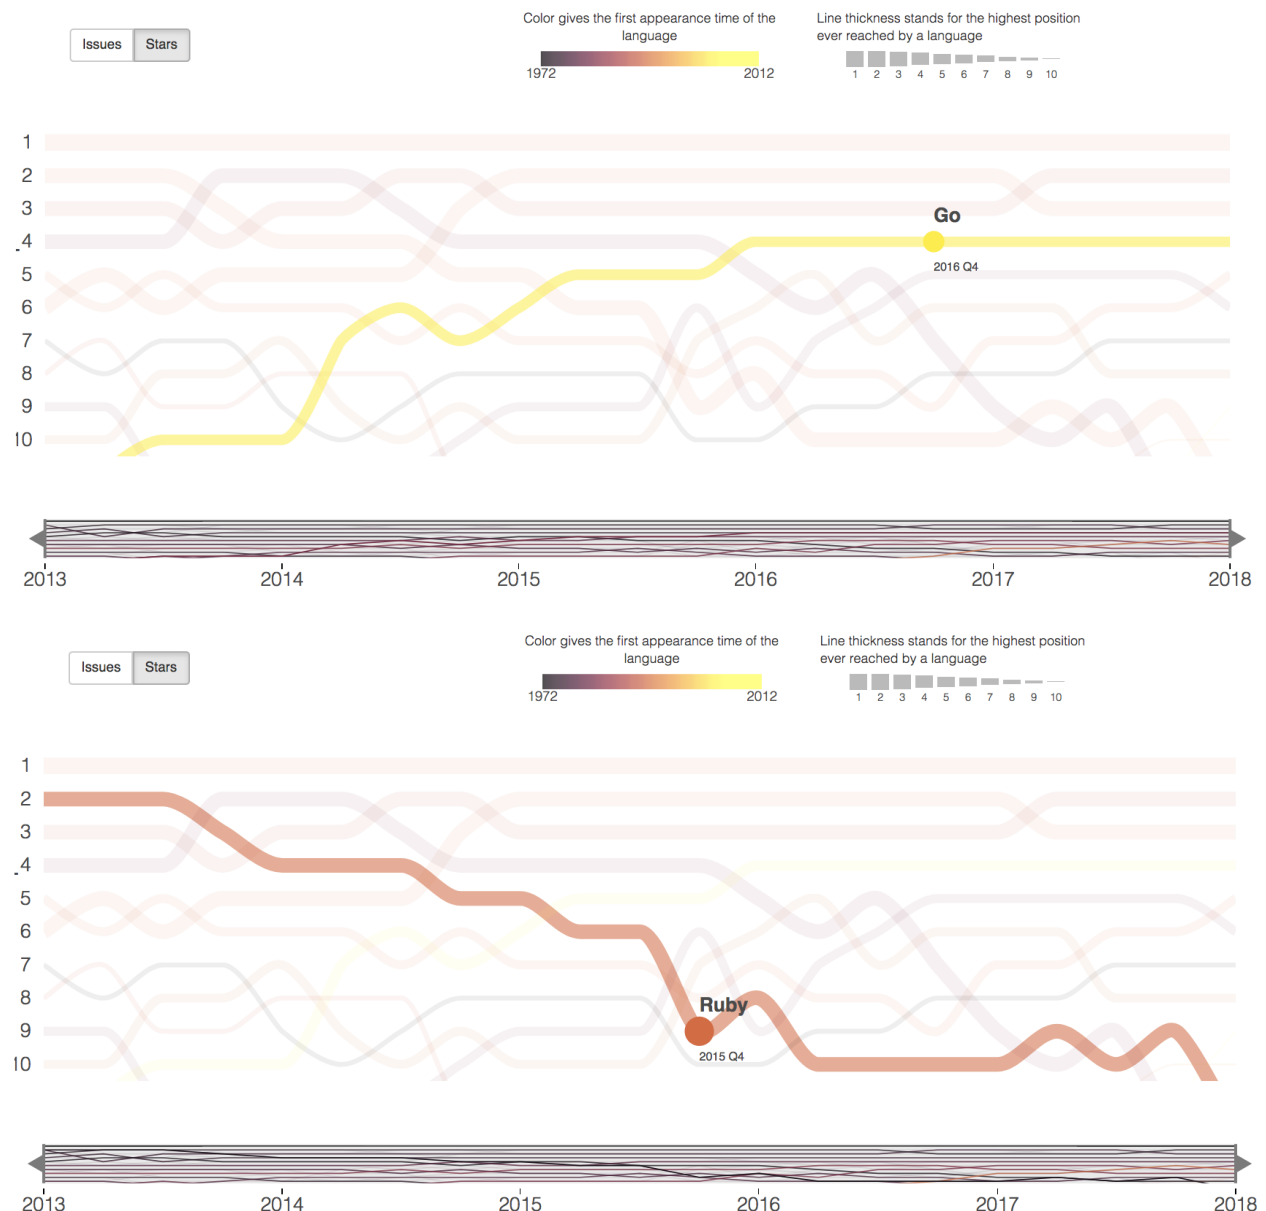 Issues Stars
Color gives the first appearance time of the
language
1972 2012
Line thickness stands for the highest position
ever reached by a language
1 2 3 4 5 6 7 8 9 10
1
2
3
4
5
6
7
8
9
10
Go
2016 Q4
2013 2014 2015 2016 2017 2018
Issues Stars
Color gives the first appearance time of the
language
1972 2012
Line thickness stands for the highest position
ever reached by a language
1 2 3 4 5 6 7 8 9 10
1
2
3
4
5
6
7
8
9
10
Ruby
2015 Q4
2013 2014 2015 2016 2017 2018